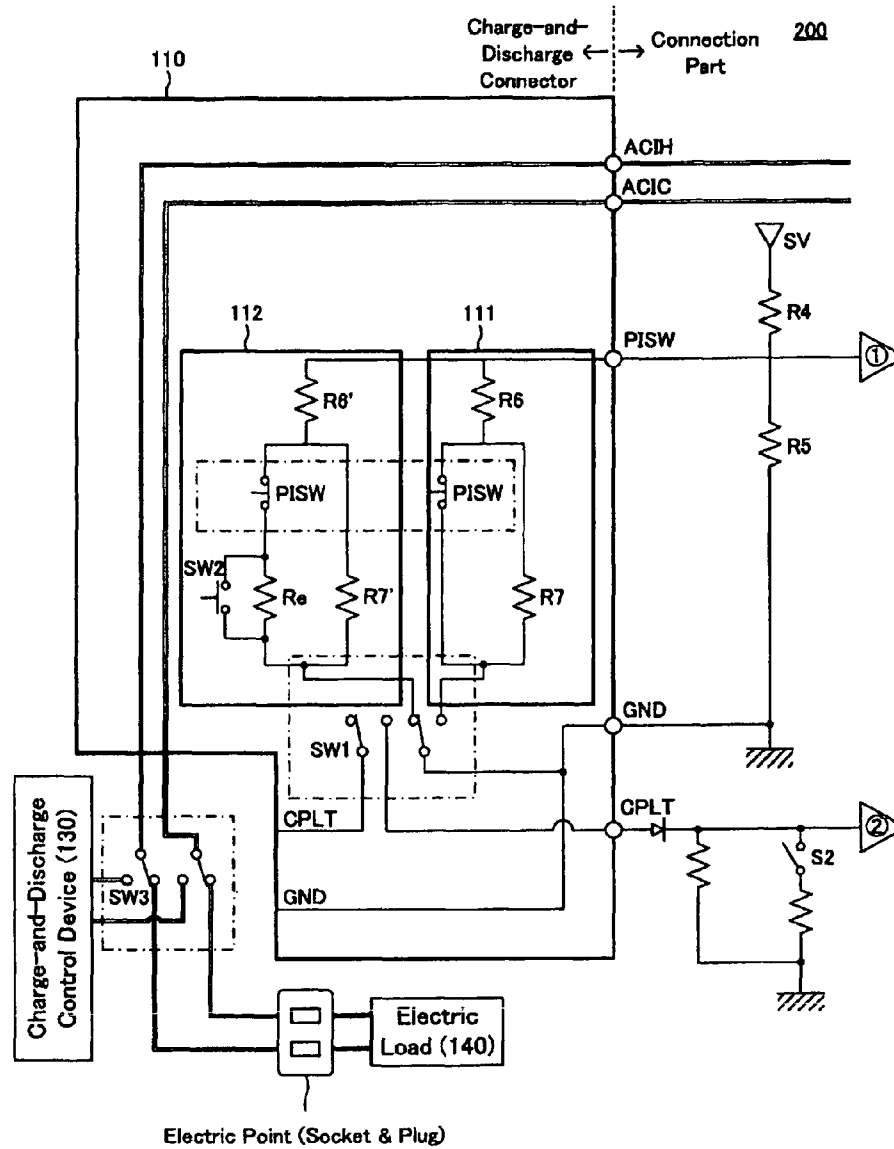 Charge-and-
Discharge
Connector
Connection
Part
200
110
ACIH
ACIC
SV
R4
112
111
PISW
①
R6'
R6
R5
PISW
PISW
SW2
Re
R7'
R7
GND
SW1
CPLT
CPLT
②
S2
Charge-and-Discharge
Control Device (130)
SW3
GND
Electric
Load (140)
Electric Point (Socket & Plug)